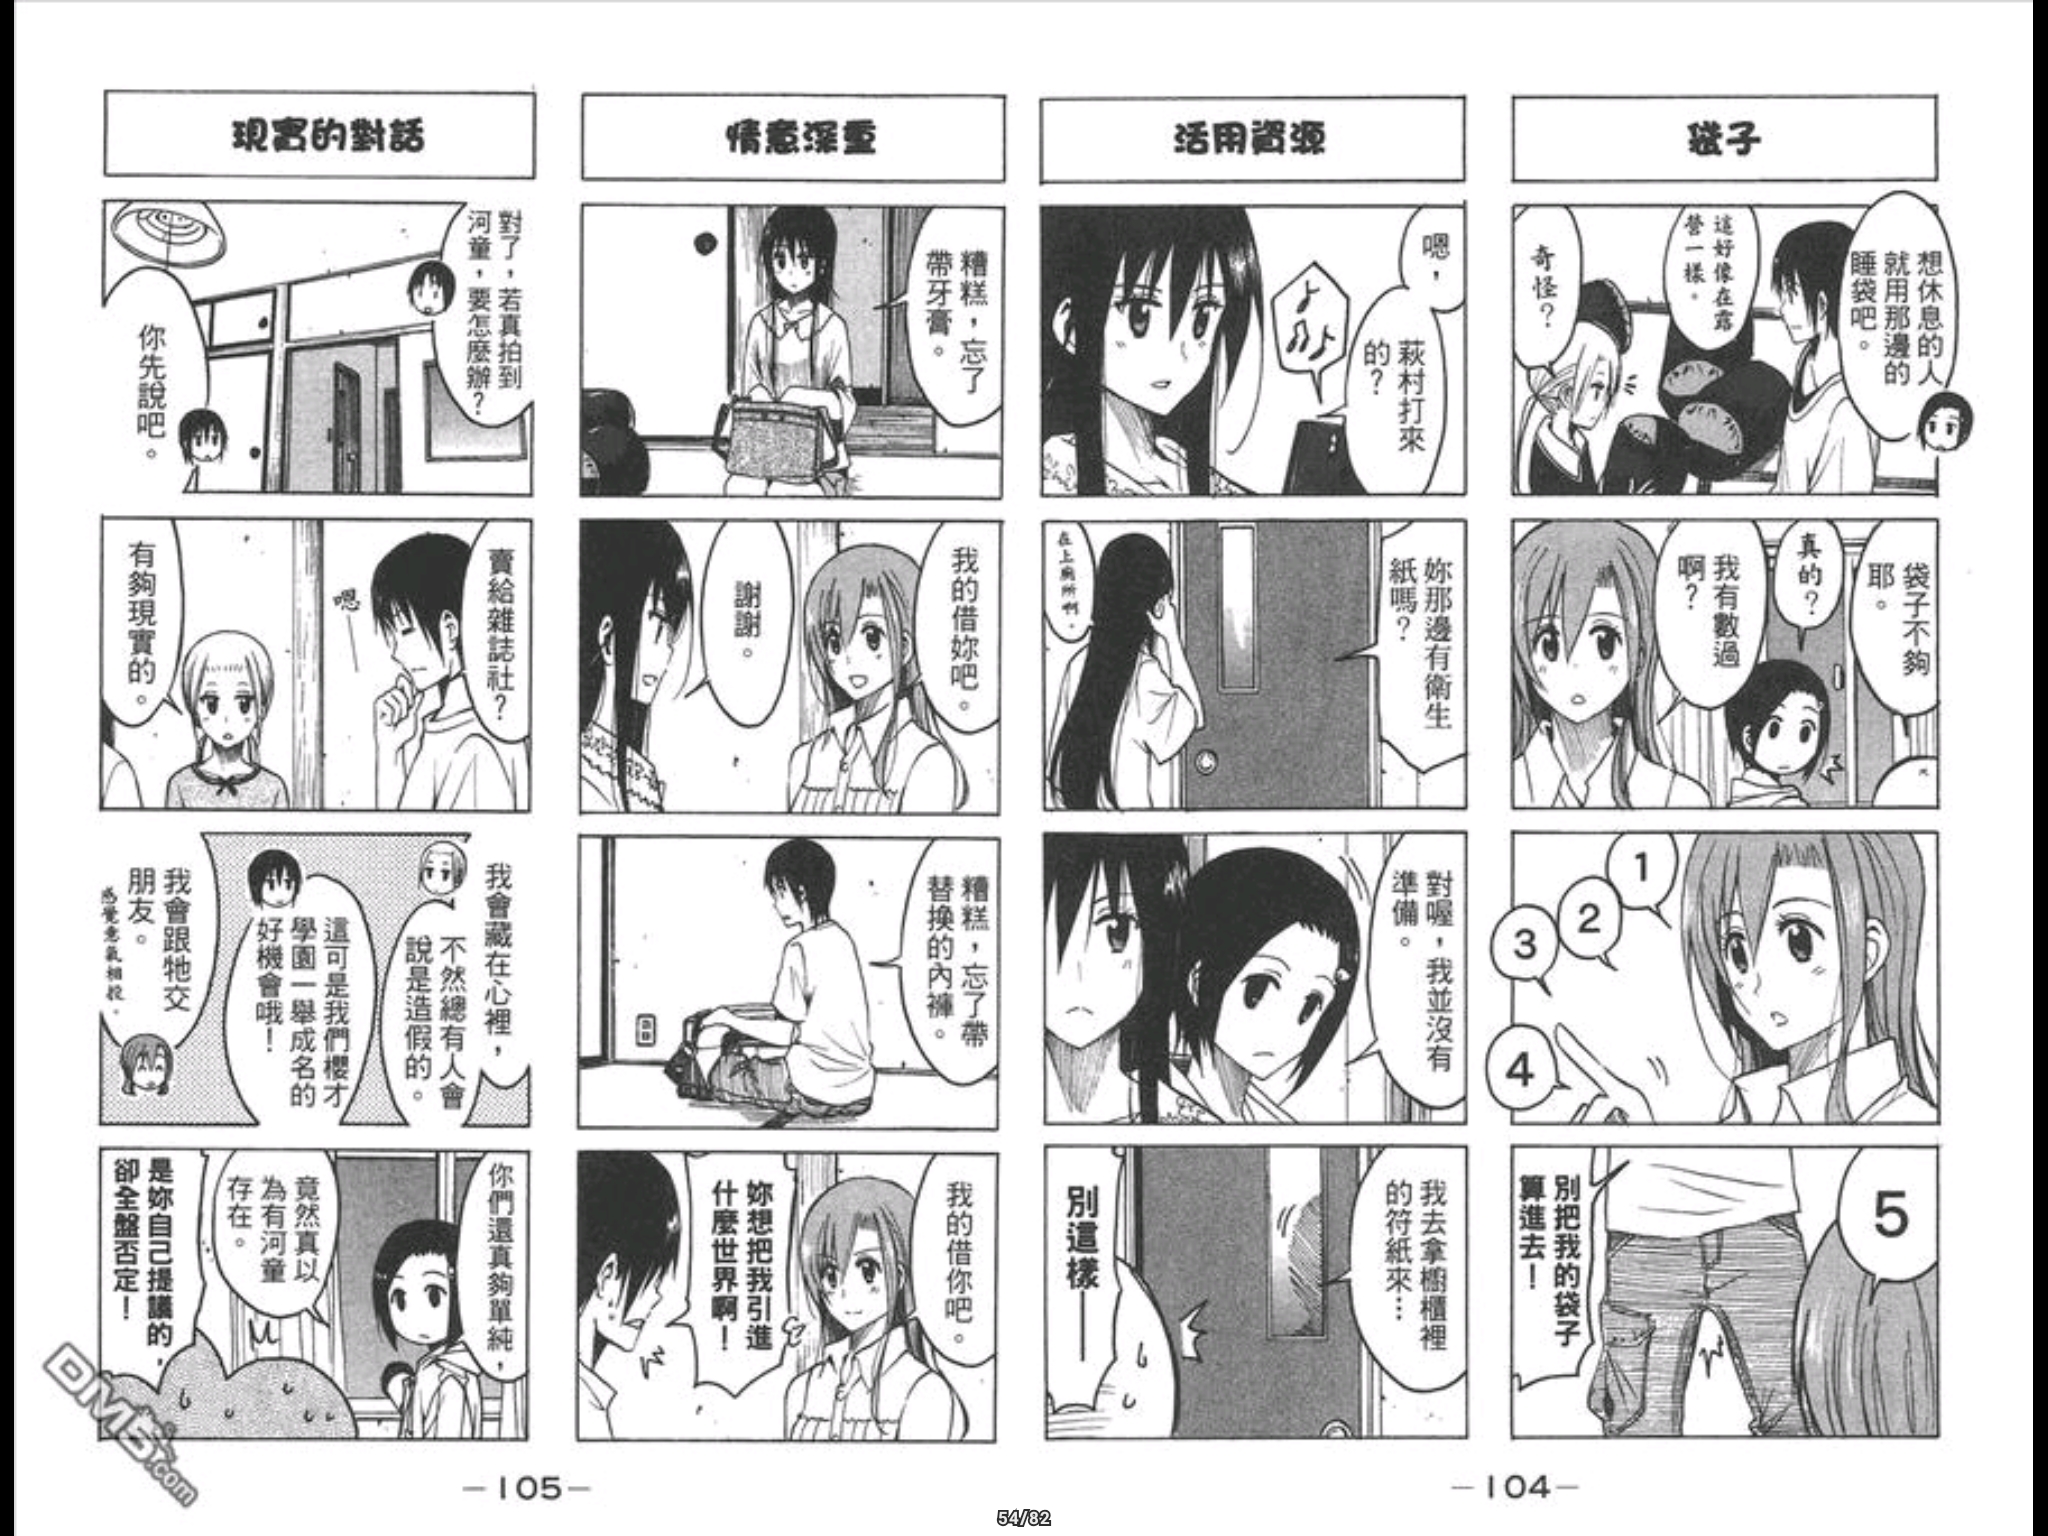 袋子
想休息的人
就用那邊的
睡袋吧。
這好像在露
營一樣。
奇怪？
袋子不夠
耶。
真的？
我有數過
啊？
1
2
3
4
5
別把我的袋子
算進去！
活用資源
嗯，
萩村打來
的？
妳那邊有衛生
紙嗎？
在上廁所啊。
對喔，我並沒有
準備。
我去拿櫥櫃裡
的符紙來…
別這樣——
—104—
情意深重
糟糕，忘了
帶牙膏。
我的借妳吧。
謝謝。
糟糕，忘了帶
替換的內褲。
我的借你吧。
妳想把我引進
什麼世界啊！
現實的對話
對了，若真拍到
河童，要怎麼辦？
你先說吧。
賣給雜誌社？
嗯
有夠現實的。
我會藏在心裡，
不然總有人會
說是造假的。
這可是我們櫻才
學園一舉成名的
好機會哦！
我會跟牠交
朋友。
感覺意氣相投。
你們還真夠單純，
竟然真以
為有河童
存在。
是妳自己提議的，
卻全盤否定！
—105—
DM5.com
54/82